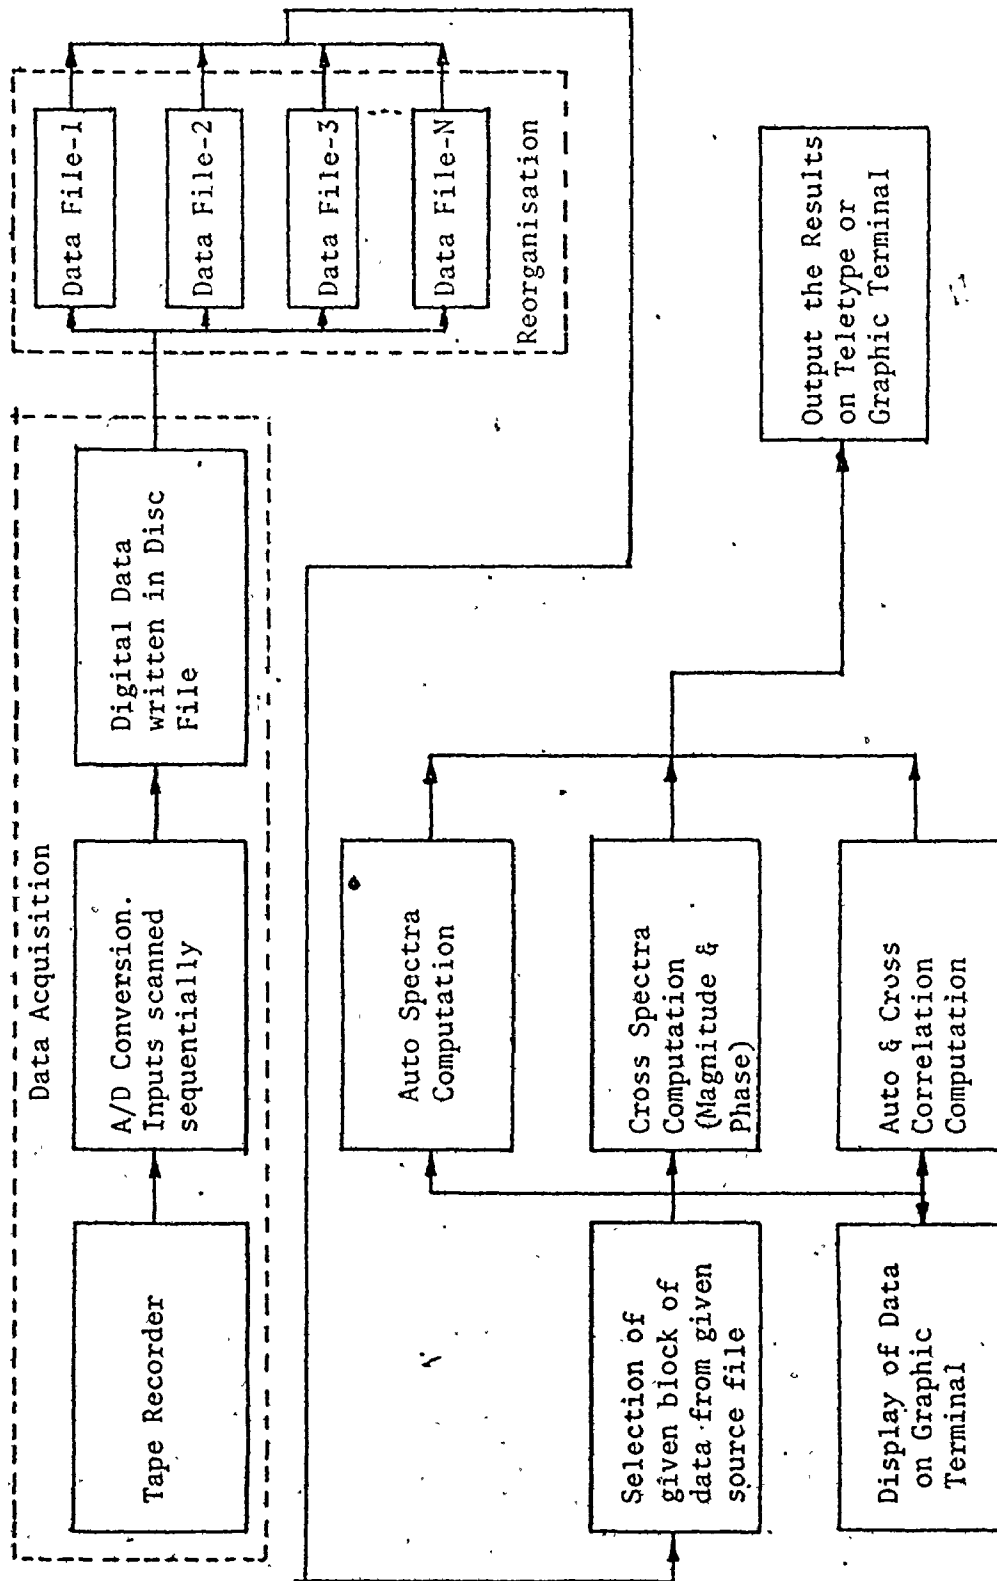 Data Acquisition
Tape Recorder
A/D Conversion.
Inputs scanned
sequentially
Digital Data
written in Disc
File
Data File-1
Data File-2
Data File-3
Data File-N
Reorganisation
Selection of
given block of
data from given
source file
Display of Data
on Graphic
Terminal
Auto Spectra
Computation
Cross Spectra
Computation
(Magnitude &
Phase)
Auto & Cross
Correlation
Computation
Output the Results
on Teletype or
Graphic Terminal